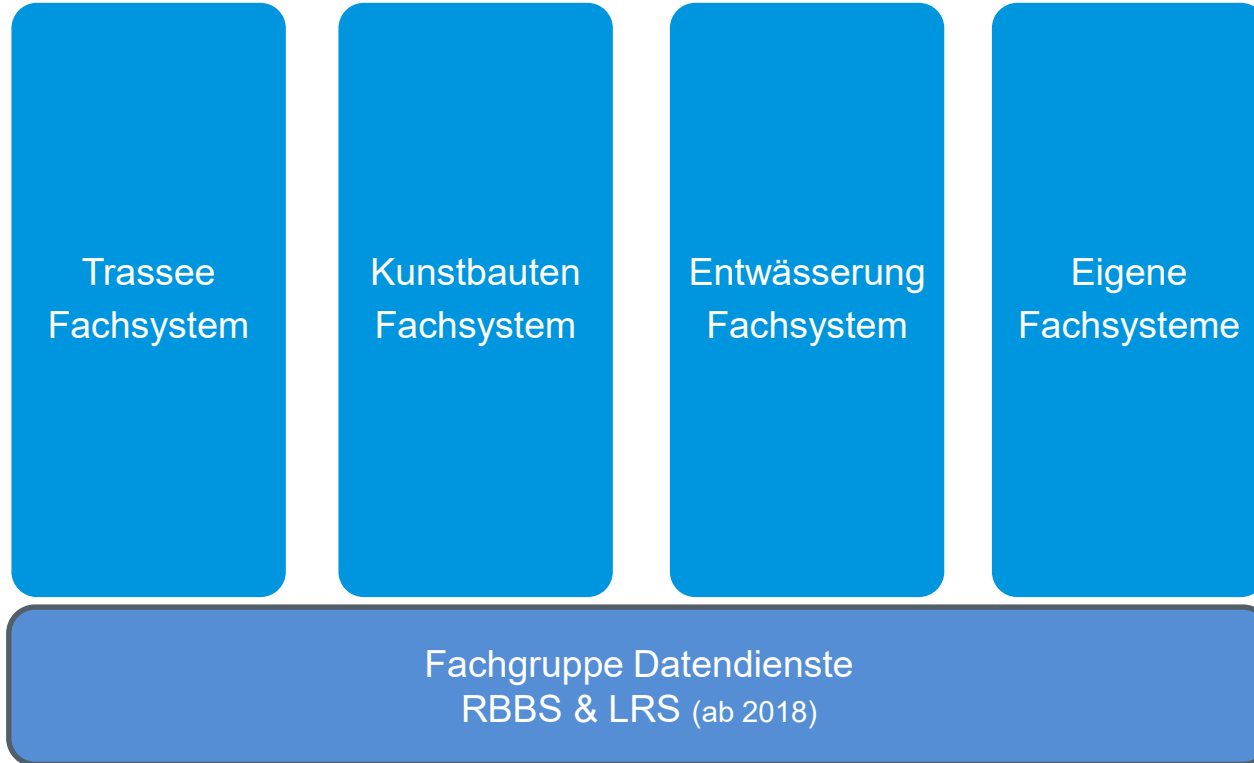 Trassee
Fachsystem
Kunstbauten
Fachsystem
Entwässerung
Fachsystem
Eigene
Fachsysteme
Fachgruppe Datendienste
RBBS & LRS (ab 2018)